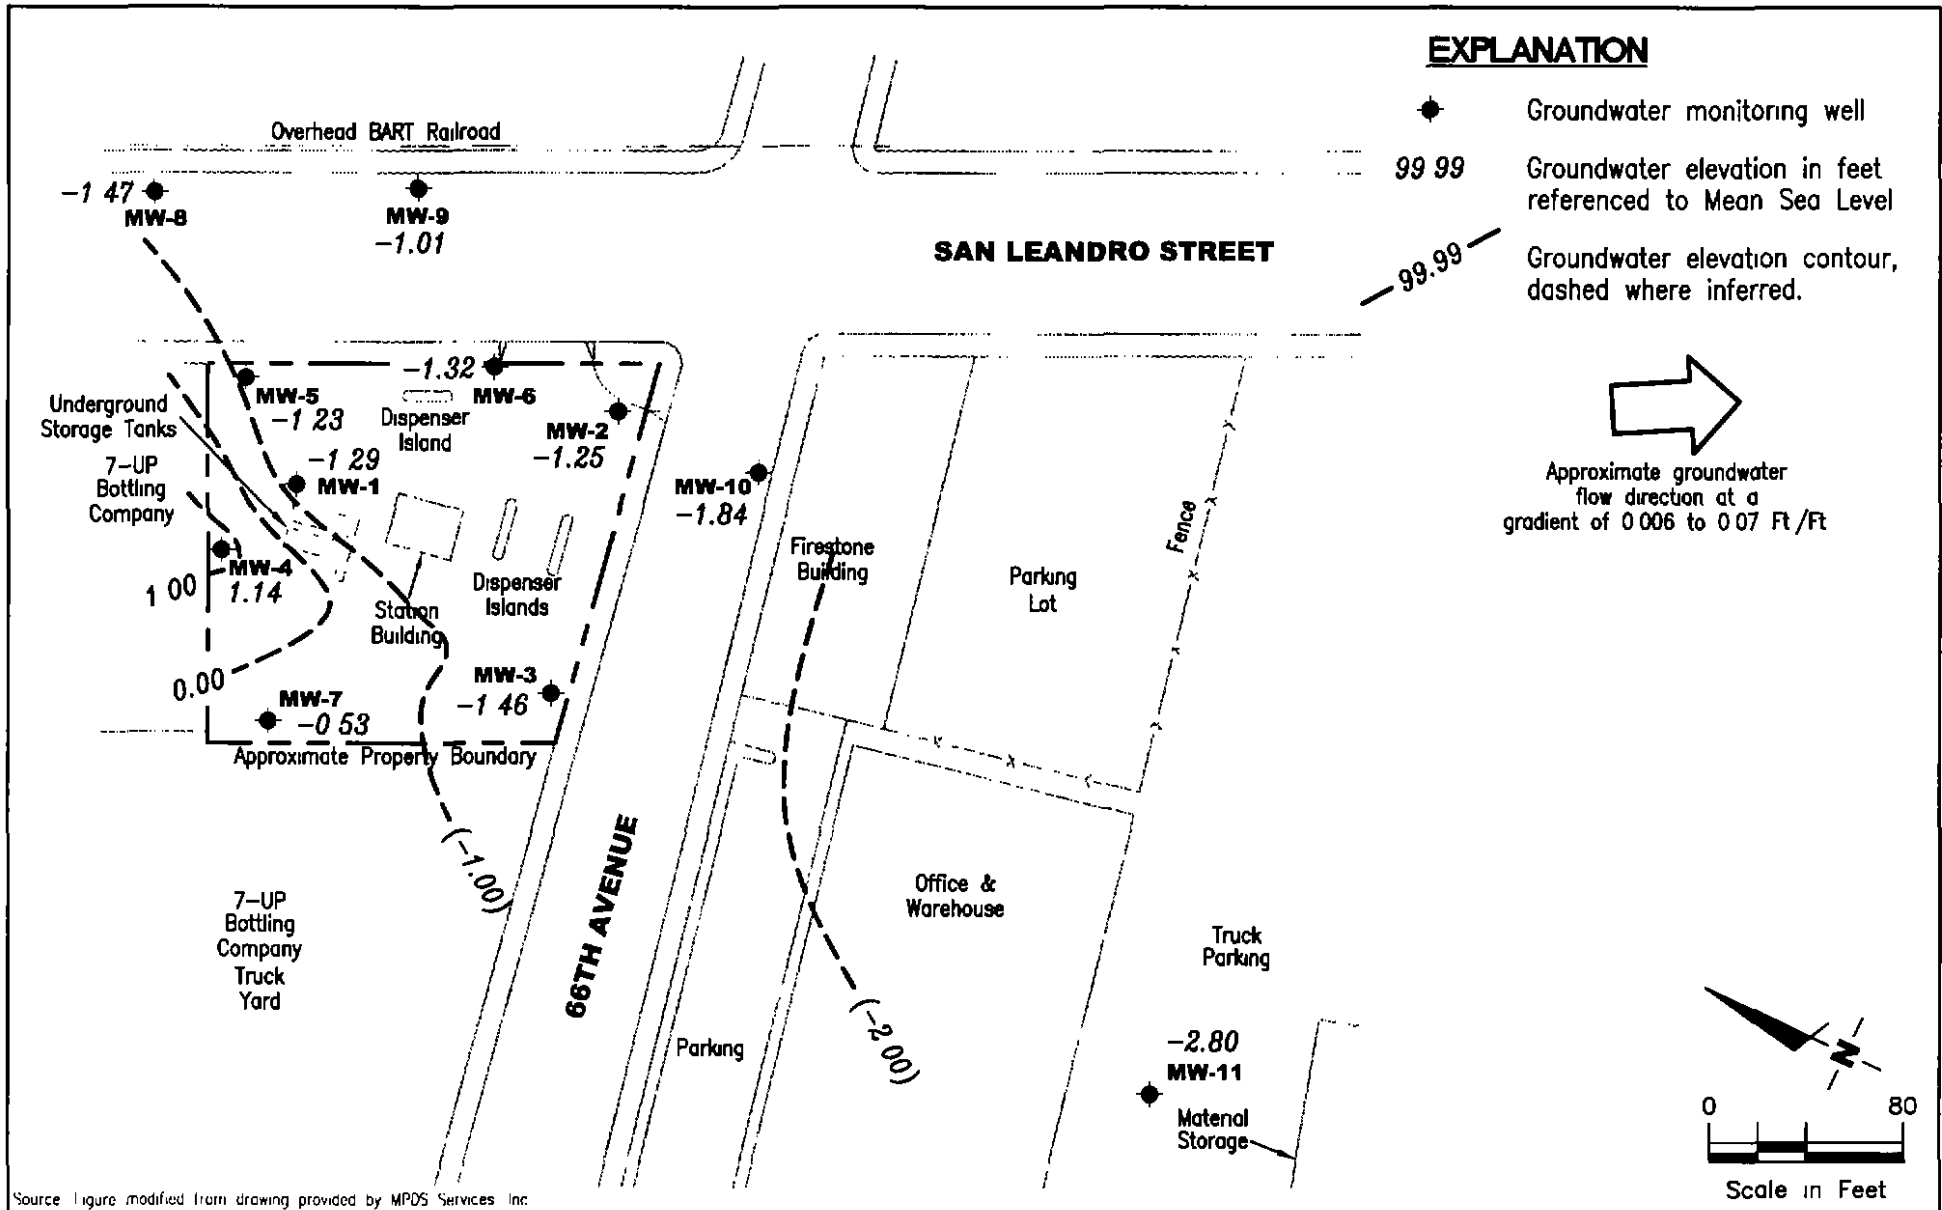 EXPLANATION
Groundwater monitoring well
99 99
Groundwater elevation in feet
referenced to Mean Sea Level
99.99
Groundwater elevation contour,
dashed where inferred.
Approximate groundwater
flow direction at a
gradient of 0 006 to 0 07 Ft/Ft
Overhead BART Railroad
-1 47
MW-8
MW-9
-1.01
SAN LEANDRO STREET
-1.32
MW-6
MW-5
-1 23
Underground
Storage Tanks
Dispenser
Island
MW-2
-1.25
7-UP
Bottling
Company
-1 29
MW-1
MW-10
-1.84
Firestone
Building
Fence
Parking
Lot
MW-4
1.14
1 00
Dispenser
Islands
Station
Building
0.00
MW-3
-1 46
MW-7
-0 53
Approximate Property Boundary
(-1.00)
66TH AVENUE
7-UP
Bottling
Company
Truck
Yard
Office &
Warehouse
Truck
Parking
(-2 00)
Parking
-2.80
MW-11
Material
Storage
N
0 80
Scale in Feet
Source Figure modified from drawing provided by MPDS Services Inc